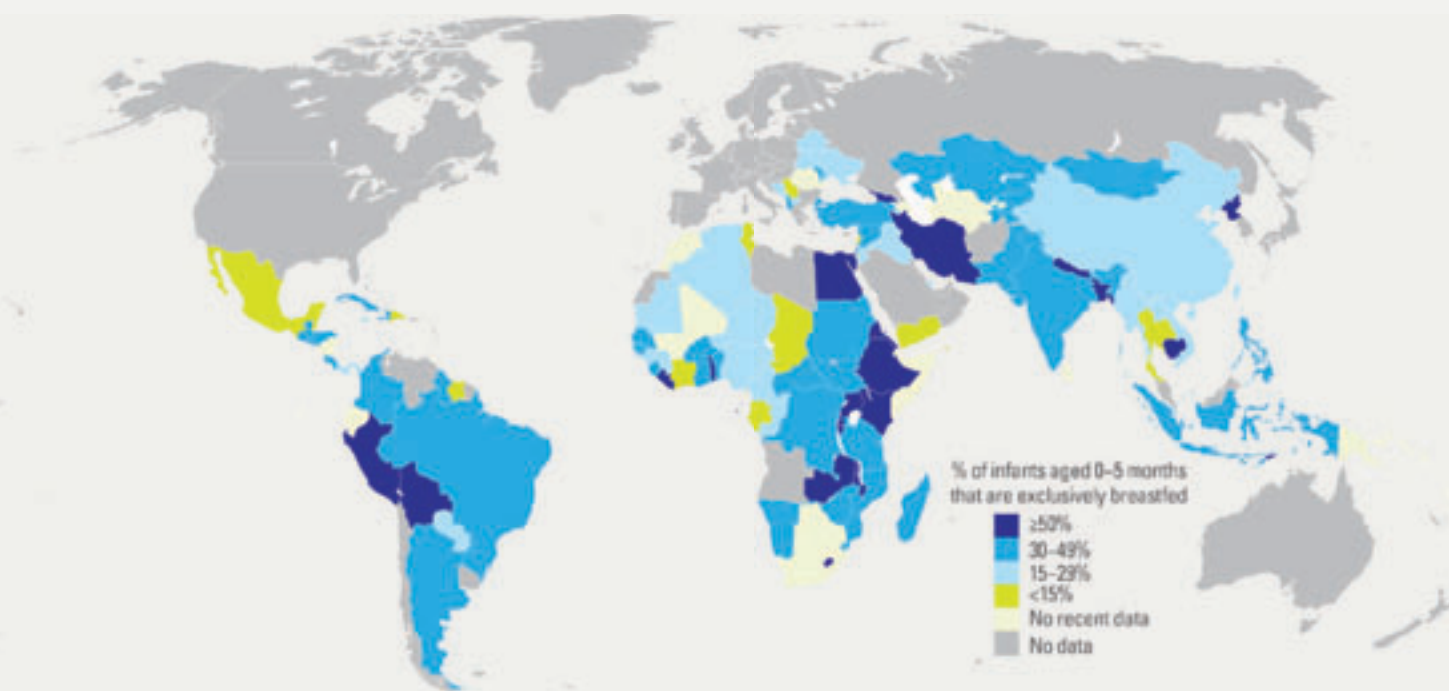 % of infants aged 0–5 months
that are exclusively breastfed
≥50%
30–49%
15–29%
<15%
No recent data
No data